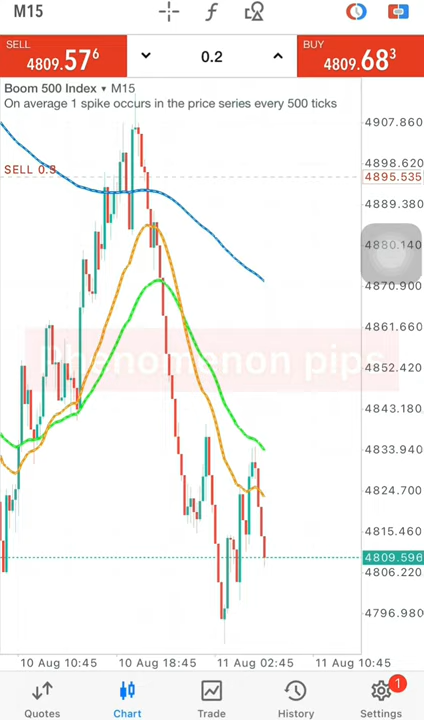 M15
SELL
4809.57⁶
0.2
BUY
4809.68³
Boom 500 Index ▾ M15
On average 1 spike occurs in the price series every 500 ticks
4907.860
4898.620
SELL 0.3
4895.535
4889.380
4880.140
4870.900
4861.660
Phenomenon pips
4852.420
4843.180
4833.940
4824.700
4815.460
4809.596
4806.220
4796.980
10 Aug 10:45
10 Aug 18:45
11 Aug 02:45
11 Aug 10:45
1
Quotes
Chart
Trade
History
Settings